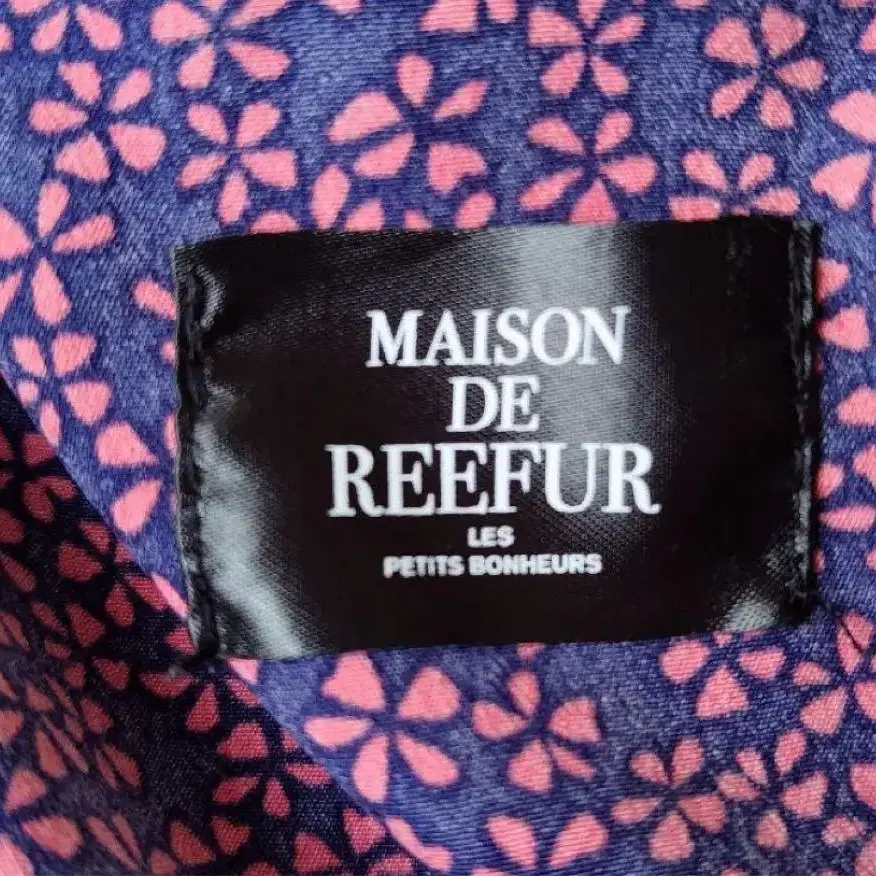 MAISON
DE
REEFUR
LES
PETITS BONHEURS